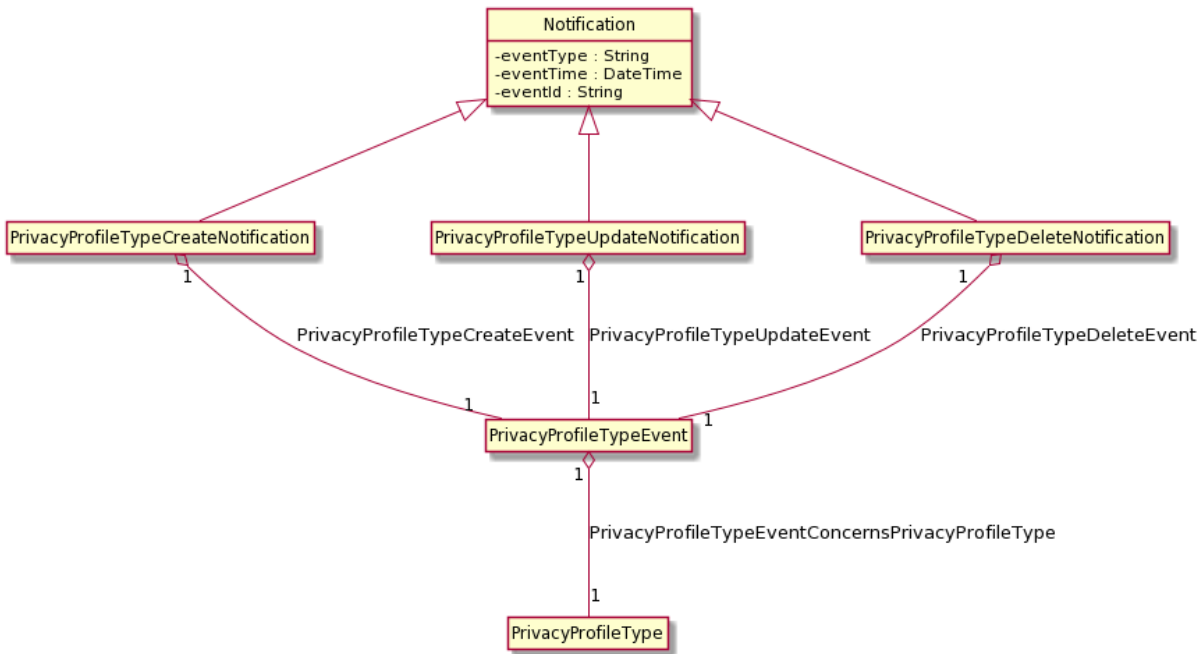 Notification
-eventType : String
-eventTime : DateTime
-eventId : String
PrivacyProfileTypeCreateNotification
PrivacyProfileTypeUpdateNotification
PrivacyProfileTypeDeleteNotification
1
1
1
PrivacyProfileTypeCreateEvent
PrivacyProfileTypeUpdateEvent
PrivacyProfileTypeDeleteEvent
1
1
1
PrivacyProfileTypeEvent
1
PrivacyProfileTypeEventConcernsPrivacyProfileType
1
PrivacyProfileType